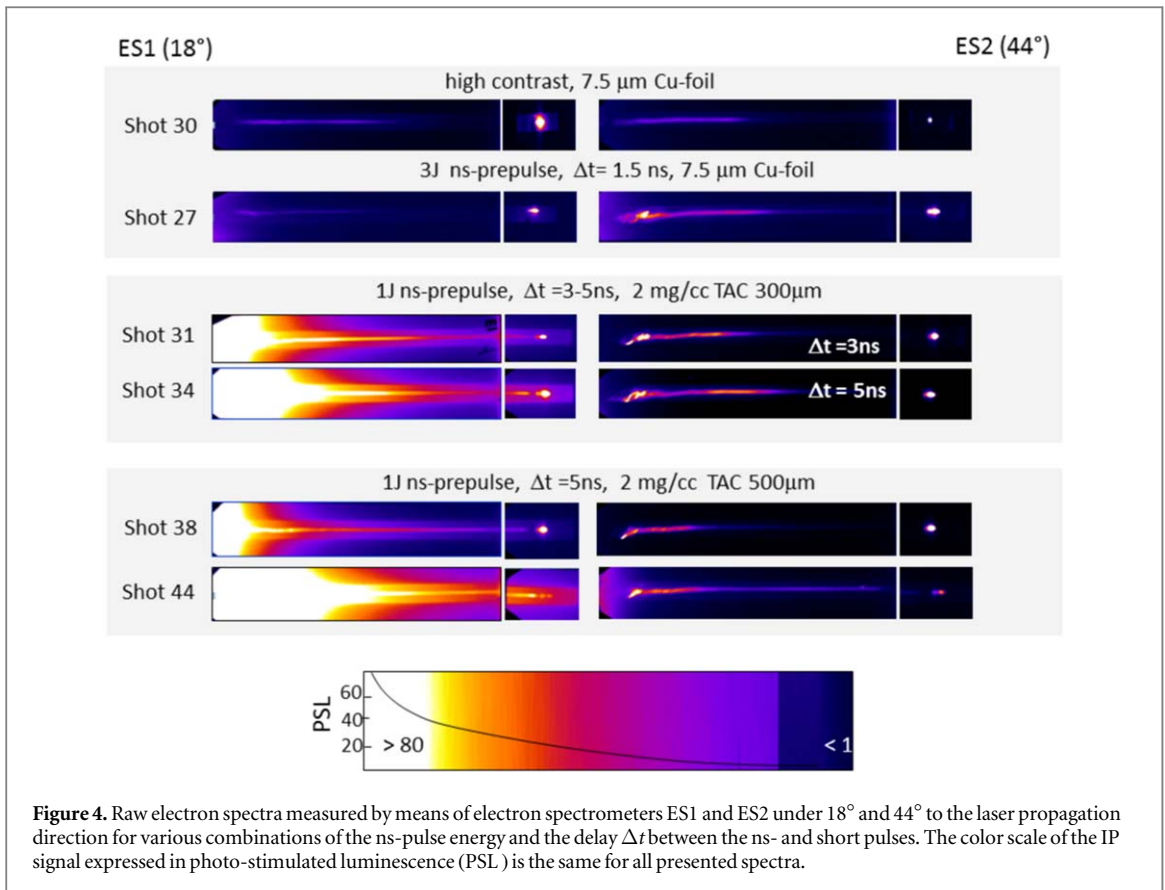 ES1 (18°)
ES2 (44°)
high contrast, 7.5 μm Cu-foil
Shot 30
3J ns-prepulse, Δt= 1.5 ns, 7.5 μm Cu-foil
Shot 27
1J ns-prepulse, Δt =3-5ns, 2 mg/cc TAC 300μm
Shot 31
Δt =3ns
Shot 34
Δt = 5ns
1J ns-prepulse, Δt =5ns, 2 mg/cc TAC 500μm
Shot 38
Shot 44
PSL
60
40
20
> 80
< 1
Figure 4. Raw electron spectra measured by means of electron spectrometers ES1 and ES2 under 18° and 44° to the laser propagation
direction for various combinations of the ns-pulse energy and the delay Δt between the ns- and short pulses. The color scale of the IP
signal expressed in photo-stimulated luminescence (PSL ) is the same for all presented spectra.